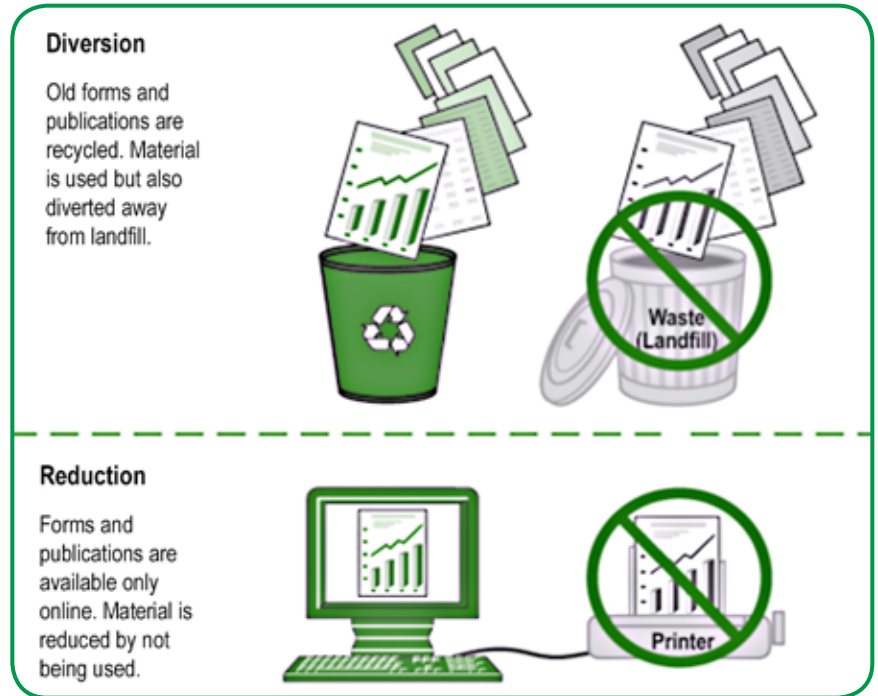 Diversion
Old forms and
publications are
recycled. Material
is used but also
diverted away
from landfill.
Waste
(Landfill)
Reduction
Forms and
publications are
available only
online. Material is
reduced by not
being used.
Printer